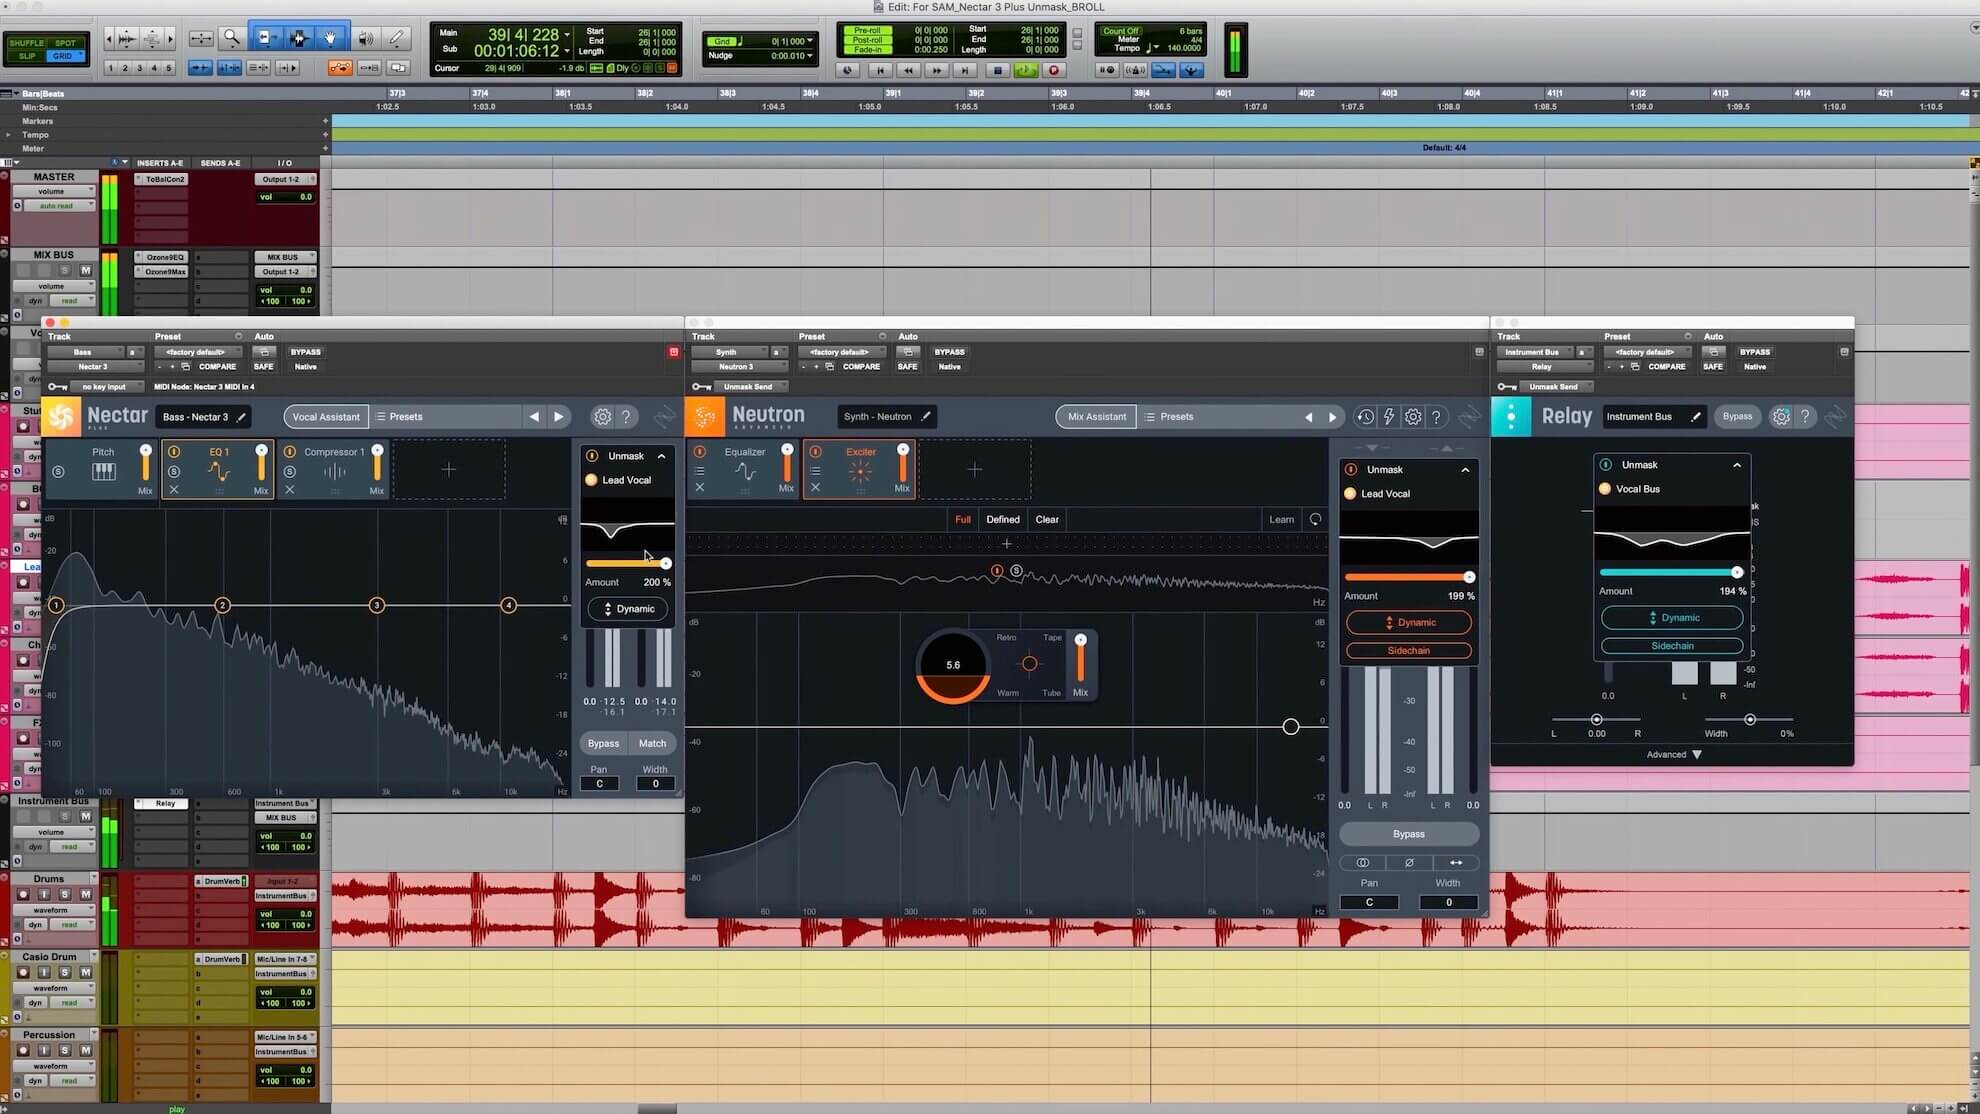 Edit: For SAM_Nectar 3 Plus Unmask_BROLL
SHUFFLE SPOT
SLIP GRID
1 2 3 4 5
Main 39| 4| 228
Sub 00:01:06:12
Start 26| 1| 000
End 26| 1| 000
Length 0| 0| 000
Cursor 29| 4| 909| -1.9 db Dly
Grid 0| 1| 000
Nudge 0:00.010
Pre-roll 0| 0| 000
Post-roll 0| 0| 000
Fade-in 0:00.250
Start 26| 1| 000
End 26| 1| 000
Length 0| 0| 000
Count Off 6 bars
Meter 4/4
Tempo 140.0000
Bars|Beats 37|3 37|4 38|1 38|2 38|3 38|4 39|1 39|2 39|3 39|4 40|1 40|2 40|3 40|4 41|1 41|2 41|3 41|4 42|1 42
Min:Secs 1:02.5 1:03.0 1:03.5 1:04.0 1:04.5 1:05.0 1:05.5 1:06.0 1:06.5 1:07.0 1:07.5 1:08.0 1:08.5 1:09.0 1:09.5 1:10.0 1:10.5
Markers
Tempo
Meter Default: 4/4
INSERTS A-E SENDS A-E I / O
MASTER
volume
auto read
ToBalCon2
Output 1-2
vol 0.0
MIX BUS
S M
volume
dyn read
Ozone9EQ
Ozone9Max
MIX BUS
Output 1-2
vol 0.0
100 100
Track Preset Auto
Bass a <factory default> BYPASS
Nectar 3 - + COMPARE SAFE Native
no key input MIDI Node: Nectar 3 MIDI In 4
Nectar
PLUS
Bass - Nectar 3
Vocal Assistant
Presets
?
Pitch
S Mix
EQ 1
S Mix
Compressor 1
S Mix
+
Unmask
Lead Vocal
Amount 200 %
Dynamic
dB
-20
-60
-80
-100
dB
12
6
0
-6
-12
-18
-24
1 2 3 4
60 100 300 600 1k 3k 6k 10k Hz
0.0 -12.5 0.0 -14.0
-16.1 17.1
Bypass Match
Pan Width
C 0
Track Preset Auto
Synth a <factory default> BYPASS
Neutron 3 - + COMPARE SAFE Native
Unmask Send
Neutron
ADVANCED
Synth - Neutron
Mix Assistant
Presets
?
Equalizer
Mix
Exciter
Mix
+
Full Defined Clear Learn
S
Hz
5.6
Retro Tape
Warm Tube
Mix
dB
-20
-40
-60
-80
dB
12
6
0
-6
-12
-18
-24
60 100 300 600 1k 3k 6k 10k Hz
Unmask
Lead Vocal
Amount 199 %
Dynamic
Sidechain
-30
-40
-50
-Inf
0.0 L R L R 0.0
Bypass
Pan Width
C 0
Track Preset Auto
Instrument Bus a <factory default> BYPASS
Relay - + COMPARE SAFE Native
Unmask Send
Relay
Instrument Bus
Bypass
?
Unmask
Vocal Bus
Amount 194 %
Dynamic
Sidechain
-50
-Inf
0.0 L R
L 0.00 R Width 0%
Advanced
Instrument Bus
S M
volume
dyn read
Relay
Instrument Bus
MIX BUS
vol 0.0
100 100
Drums
I S M
waveform
dyn read
DrumVerb
Input 1-2
InstrumentBus
vol 0.0
100 100
Casio Drum
I S M
waveform
dyn read
DrumVerb
Mic/Line In 7-8
InstrumentBus
vol 0.0
100 100
Percussion
I S M
waveform
dyn read
Mic/Line In 5-6
InstrumentBus
vol 0.0
100 100
play